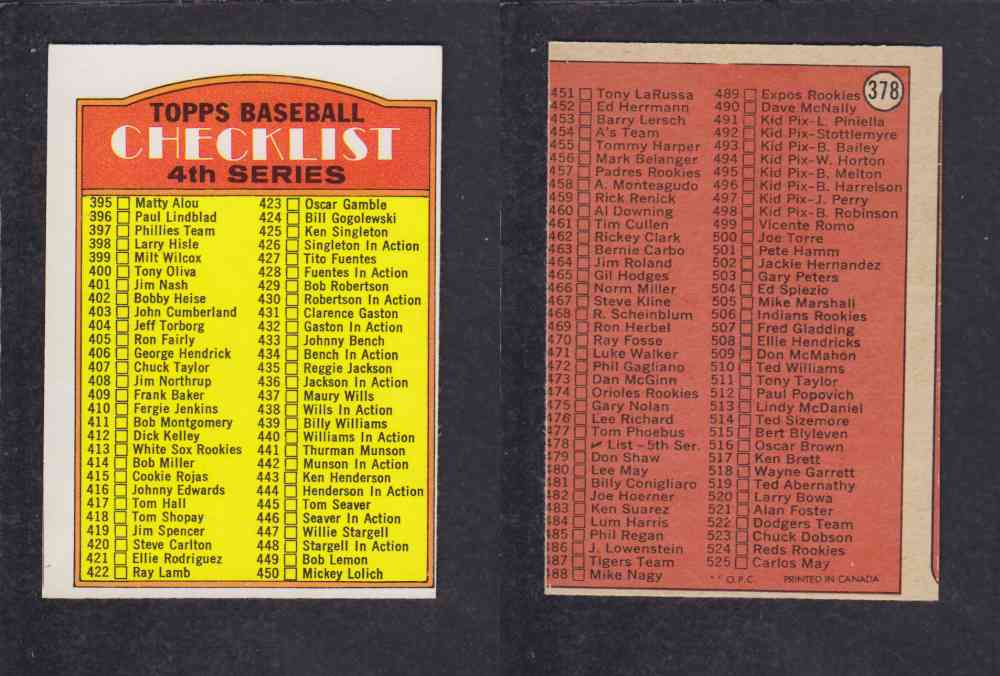 TOPPS BASEBALL
CHECKLIST
4th SERIES
395 Matty Alou
396 Paul Lindblad
397 Phillies Team
398 Larry Hisle
399 Milt Wilcox
400 Tony Oliva
401 Jim Nash
402 Bobby Heise
403 John Cumberland
404 Jeff Torborg
405 Ron Fairly
406 George Hendrick
407 Chuck Taylor
408 Jim Northrup
409 Frank Baker
410 Fergie Jenkins
411 Bob Montgomery
412 Dick Kelley
413 White Sox Rookies
414 Bob Miller
415 Cookie Rojas
416 Johnny Edwards
417 Tom Hall
418 Tom Shopay
419 Jim Spencer
420 Steve Carlton
421 Ellie Rodriguez
422 Ray Lamb
423 Oscar Gamble
424 Bill Gogolewski
425 Ken Singleton
426 Singleton In Action
427 Tito Fuentes
428 Fuentes In Action
429 Bob Robertson
430 Robertson In Action
431 Clarence Gaston
432 Gaston In Action
433 Johnny Bench
434 Bench In Action
435 Reggie Jackson
436 Jackson In Action
437 Maury Wills
438 Wills In Action
439 Billy Williams
440 Williams In Action
441 Thurman Munson
442 Munson In Action
443 Ken Henderson
444 Henderson In Action
445 Tom Seaver
446 Seaver In Action
447 Willie Stargell
448 Stargell In Action
449 Bob Lemon
450 Mickey Lolich
378
451 Tony LaRussa
452 Ed Herrmann
453 Barry Lersch
454 A's Team
455 Tommy Harper
456 Mark Belanger
457 Padres Rookies
458 A. Monteagudo
459 Rick Renick
460 Al Downing
461 Tim Cullen
462 Rickey Clark
463 Bernie Carbo
464 Jim Roland
465 Gil Hodges
466 Norm Miller
467 Steve Kline
468 R. Scheinblum
469 Ron Herbel
470 Ray Fosse
471 Luke Walker
472 Phil Gagliano
473 Dan McGinn
474 Orioles Rookies
475 Gary Nolan
476 Lee Richard
477 Tom Phoebus
478 ✔ List-5th Ser.
479 Don Shaw
480 Lee May
481 Billy Conigliaro
482 Joe Hoerner
483 Ken Suarez
484 Lum Harris
485 Phil Regan
486 J. Lowenstein
487 Tigers Team
488 Mike Nagy
489 Expos Rookies
490 Dave McNally
491 Kid Pix-L. Piniella
492 Kid Pix-Stottlemyre
493 Kid Pix-B. Bailey
494 Kid Pix-W. Horton
495 Kid Pix-B. Melton
496 Kid Pix-B. Harrelson
497 Kid Pix-J. Perry
498 Kid Pix-B. Robinson
499 Vicente Romo
500 Joe Torre
501 Pete Hamm
502 Jackie Hernandez
503 Gary Peters
504 Ed Spiezio
505 Mike Marshall
506 Indians Rookies
507 Fred Gladding
508 Ellie Hendricks
509 Don McMahon
510 Ted Williams
511 Tony Taylor
512 Paul Popovich
513 Lindy McDaniel
514 Ted Sizemore
515 Bert Blyleven
516 Oscar Brown
517 Ken Brett
518 Wayne Garrett
519 Ted Abernathy
520 Larry Bowa
521 Alan Foster
522 Dodgers Team
523 Chuck Dobson
524 Reds Rookies
525 Carlos May
** O.P.C. PRINTED IN CANADA